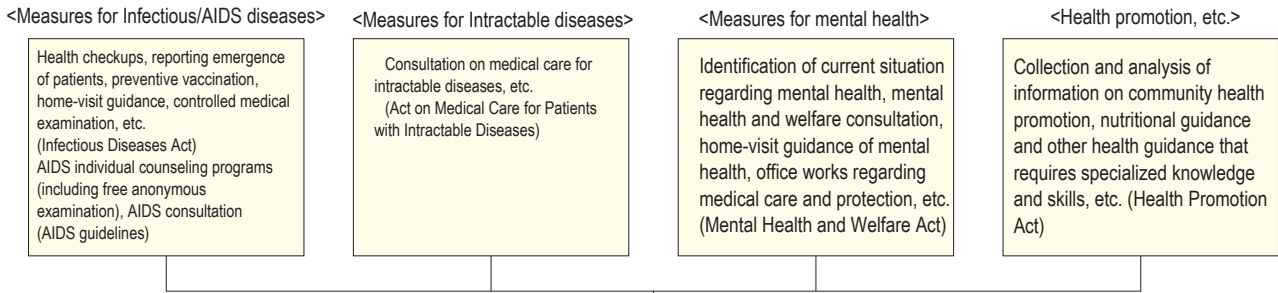 <Measures for Infectious/AIDS diseases>
Health checkups, reporting emergence
of patients, preventive vaccination,
home-visit guidance, controlled medical
examination, etc.
(Infectious Diseases Act)
AIDS individual counseling programs
(including free anonymous
examination), AIDS consultation
(AIDS guidelines)
<Measures for Intractable diseases>
Consultation on medical care for
intractable diseases, etc.
(Act on Medical Care for Patients
with Intractable Diseases)
<Measures for mental health>
Identification of current situation
regarding mental health, mental
health and welfare consultation,
home-visit guidance of mental
health, office works regarding
medical care and protection, etc.
(Mental Health and Welfare Act)
<Health promotion, etc.>
Collection and analysis of
information on community health
promotion, nutritional guidance
and other health guidance that
requires specialized knowledge
and skills, etc. (Health Promotion
Act)